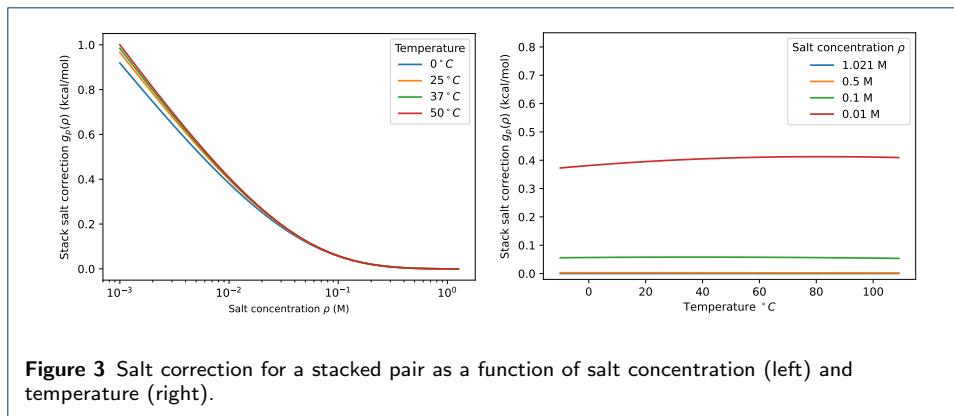 Stack salt correction gₚ(ρ) (kcal/mol)
1.0
0.8
0.6
0.4
0.2
0.0
10⁻³
10⁻²
10⁻¹
10⁰
Salt concentration ρ (M)
Temperature
0°C
25°C
37°C
50°C
Stack salt correction gₚ(ρ) (kcal/mol)
0.8
0.7
0.6
0.5
0.4
0.3
0.2
0.1
0.0
0
20
40
60
80
100
Temperature °C
Salt concentration ρ
1.021 M
0.5 M
0.1 M
0.01 M
Figure 3 Salt correction for a stacked pair as a function of salt concentration (left) and
temperature (right).